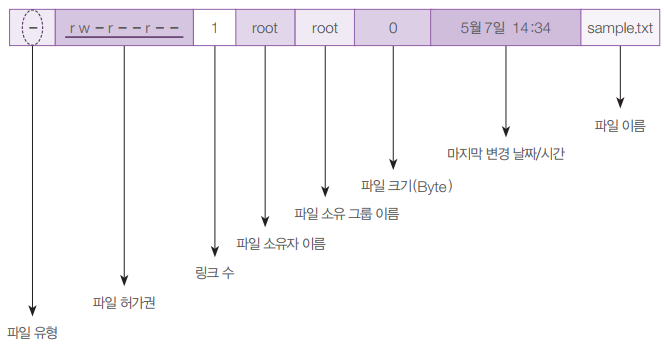 - rw-r--r-- 1 root root 0 5월 7일 14:34 sample.txt
파일 이름
마지막 변경 날짜/시간
파일 크기(Byte)
파일 소유 그룹 이름
파일 소유자 이름
링크 수
파일 허가권
파일 유형